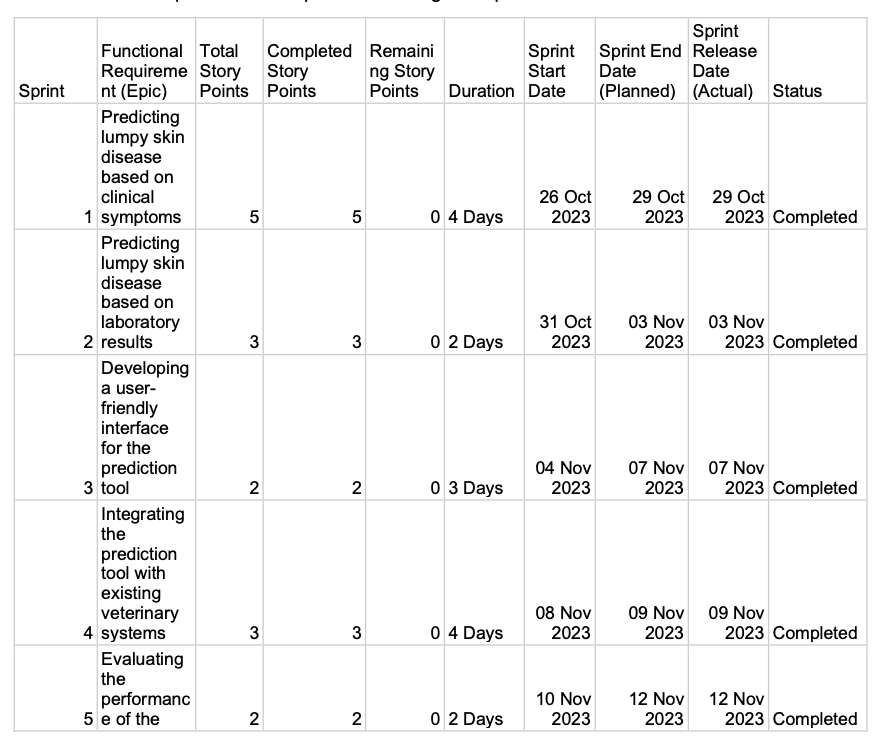 Sprint Functional Requireme nt (Epic) Total Story Points Completed Story Points Remaini ng Story Points Duration Sprint Start Date Sprint End Date (Planned) Sprint Release Date (Actual) Status
1 Predicting lumpy skin disease based on clinical symptoms 5 5 0 4 Days 26 Oct 2023 29 Oct 2023 29 Oct 2023 Completed
2 Predicting lumpy skin disease based on laboratory results 3 3 0 2 Days 31 Oct 2023 03 Nov 2023 03 Nov 2023 Completed
3 Developing a user- friendly interface for the prediction tool 2 2 0 3 Days 04 Nov 2023 07 Nov 2023 07 Nov 2023 Completed
4 Integrating the prediction tool with existing veterinary systems 3 3 0 4 Days 08 Nov 2023 09 Nov 2023 09 Nov 2023 Completed
5 Evaluating the performanc e of the 2 2 0 2 Days 10 Nov 2023 12 Nov 2023 12 Nov 2023 Completed